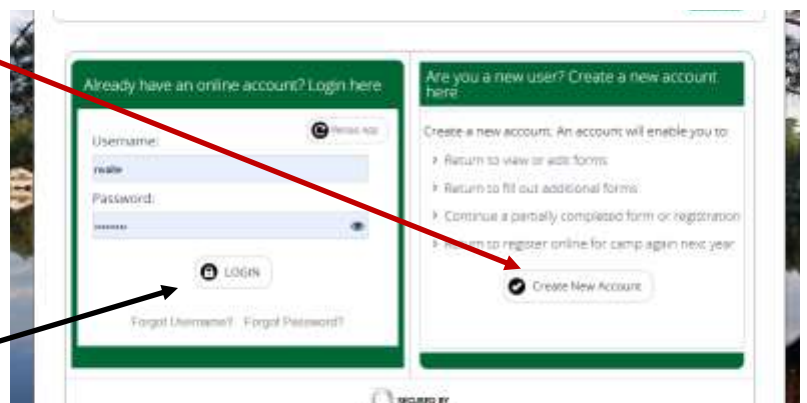 Already have an online account? Login here
Username:
Password:
LOGIN
Forgot Username? Forgot Password?
Are you a new user? Create a new account
here
Create a new account. An account will enable you to:
Return to view or edit forms
Return to fill out additional forms
Continue a partially completed form or registration
Return to register online for camp again next year
Create New Account
SECURED BY